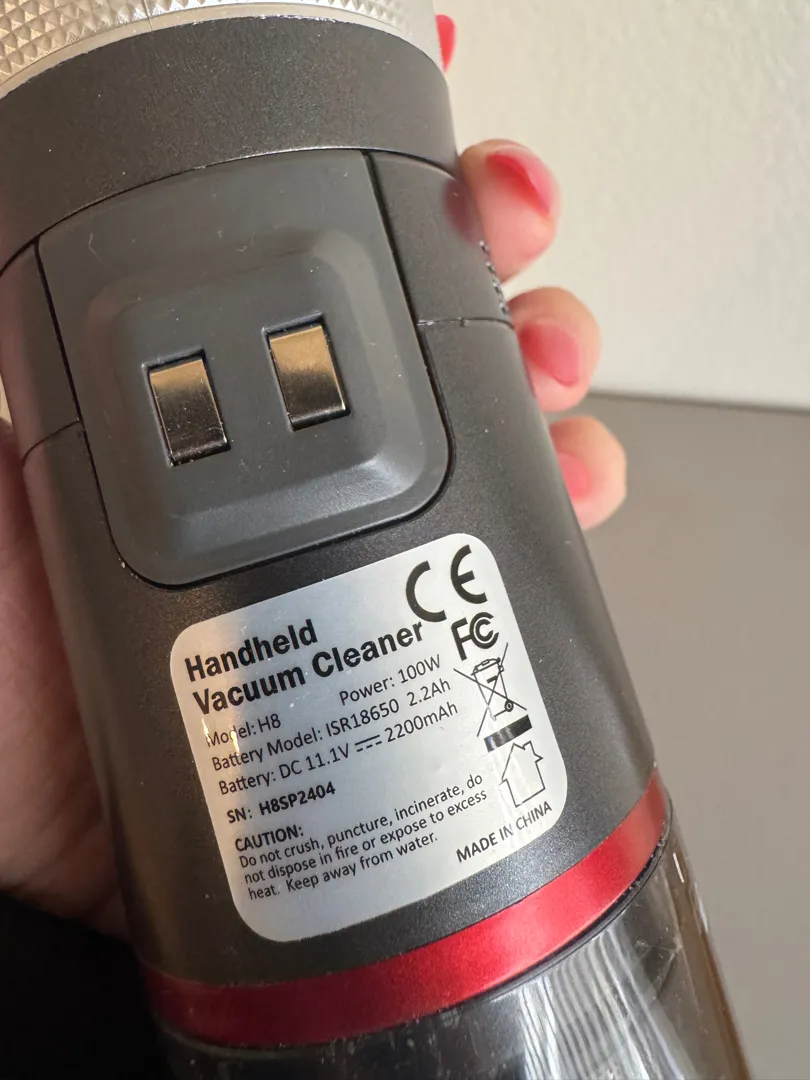 CE
FC
Handheld
Vacuum Cleaner
Model: H8 Power: 100W
Battery Model: ISR18650 2.2Ah
Battery: DC 11.1V ⎓ 2200mAh
SN: H8SP2404
CAUTION:
Do not crush, puncture, incinerate, do
not dispose in fire or expose to excess
heat. Keep away from water.
MADE IN CHINA